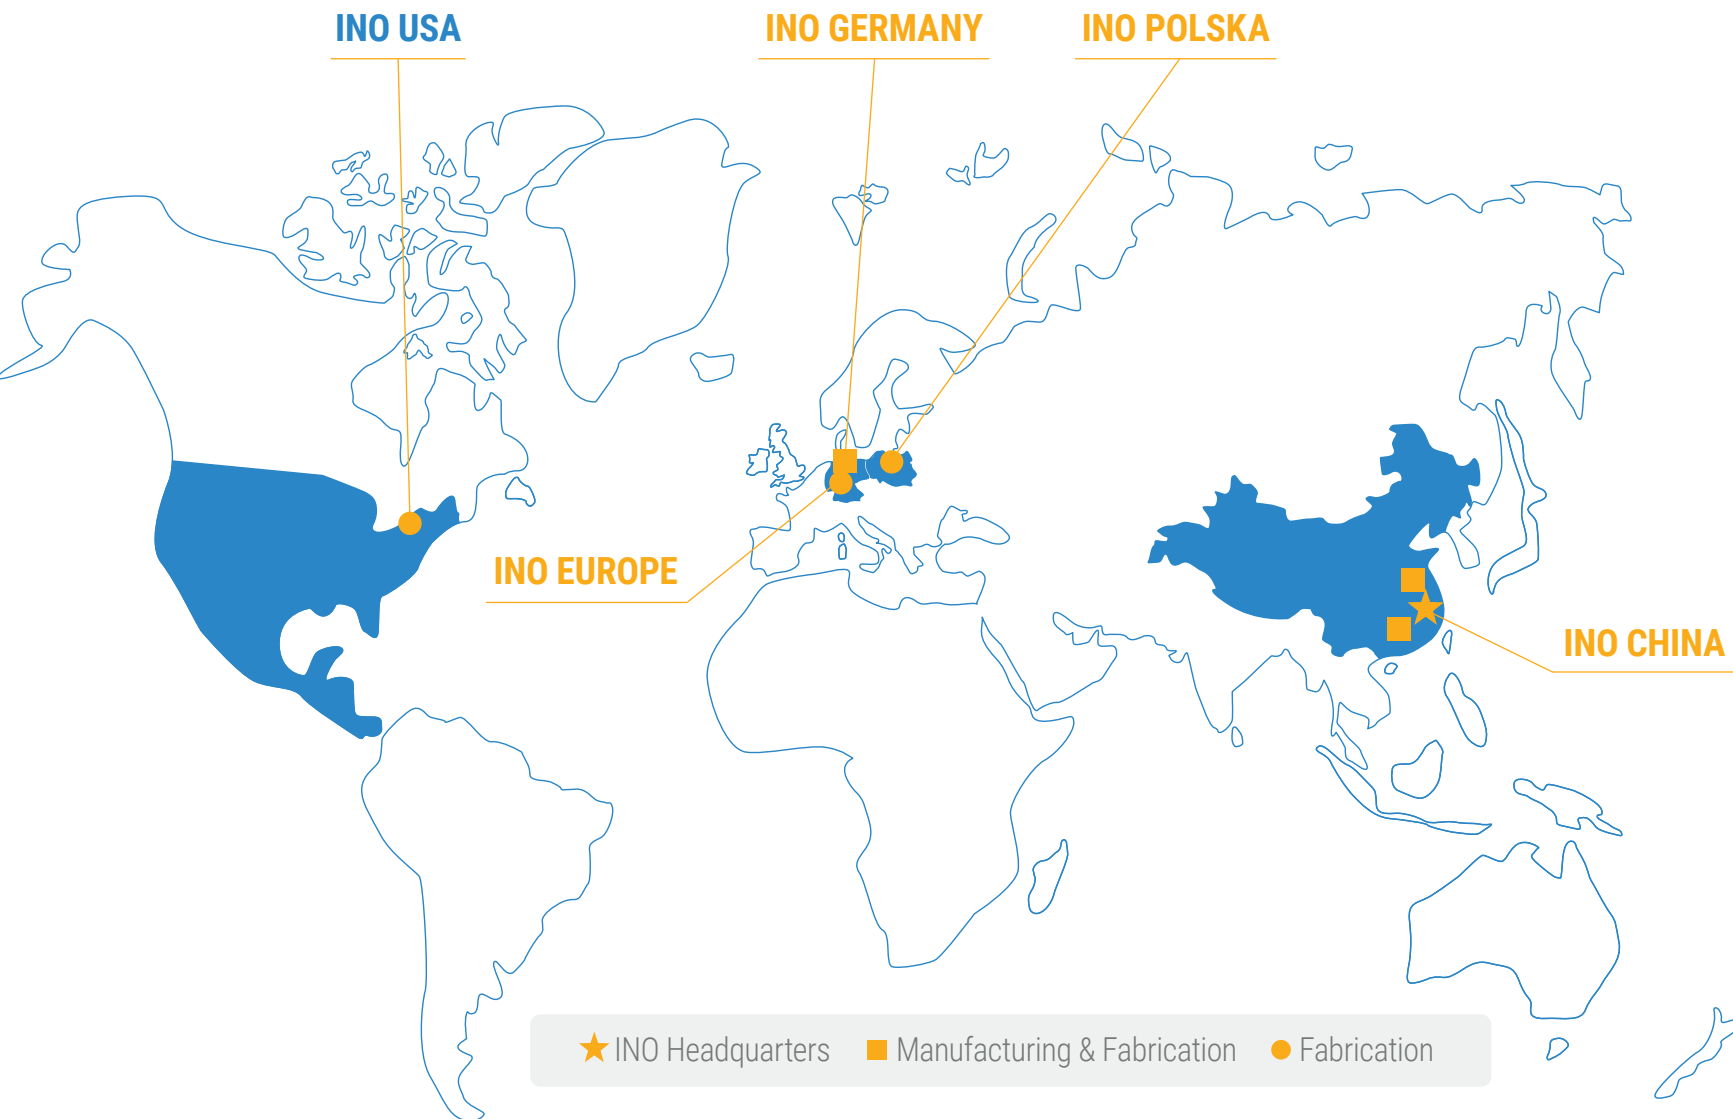 INO USA
INO GERMANY
INO POLSKA
INO EUROPE
INO CHINA
INO Headquarters
Manufacturing & Fabrication
Fabrication